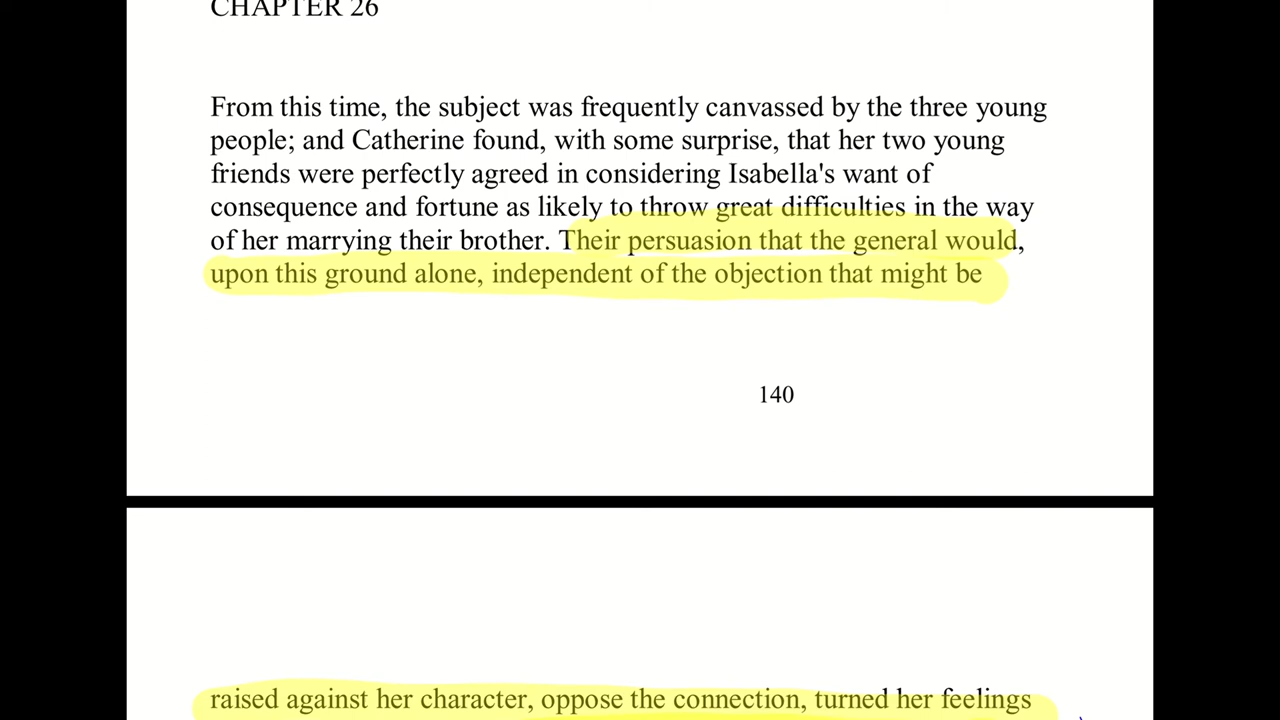 CHAPTER 26
From this time, the subject was frequently canvassed by the three young
people; and Catherine found, with some surprise, that her two young
friends were perfectly agreed in considering Isabella's want of
consequence and fortune as likely to throw great difficulties in the way
of her marrying their brother. Their persuasion that the general would,
upon this ground alone, independent of the objection that might be
140
raised against her character, oppose the connection, turned her feelings